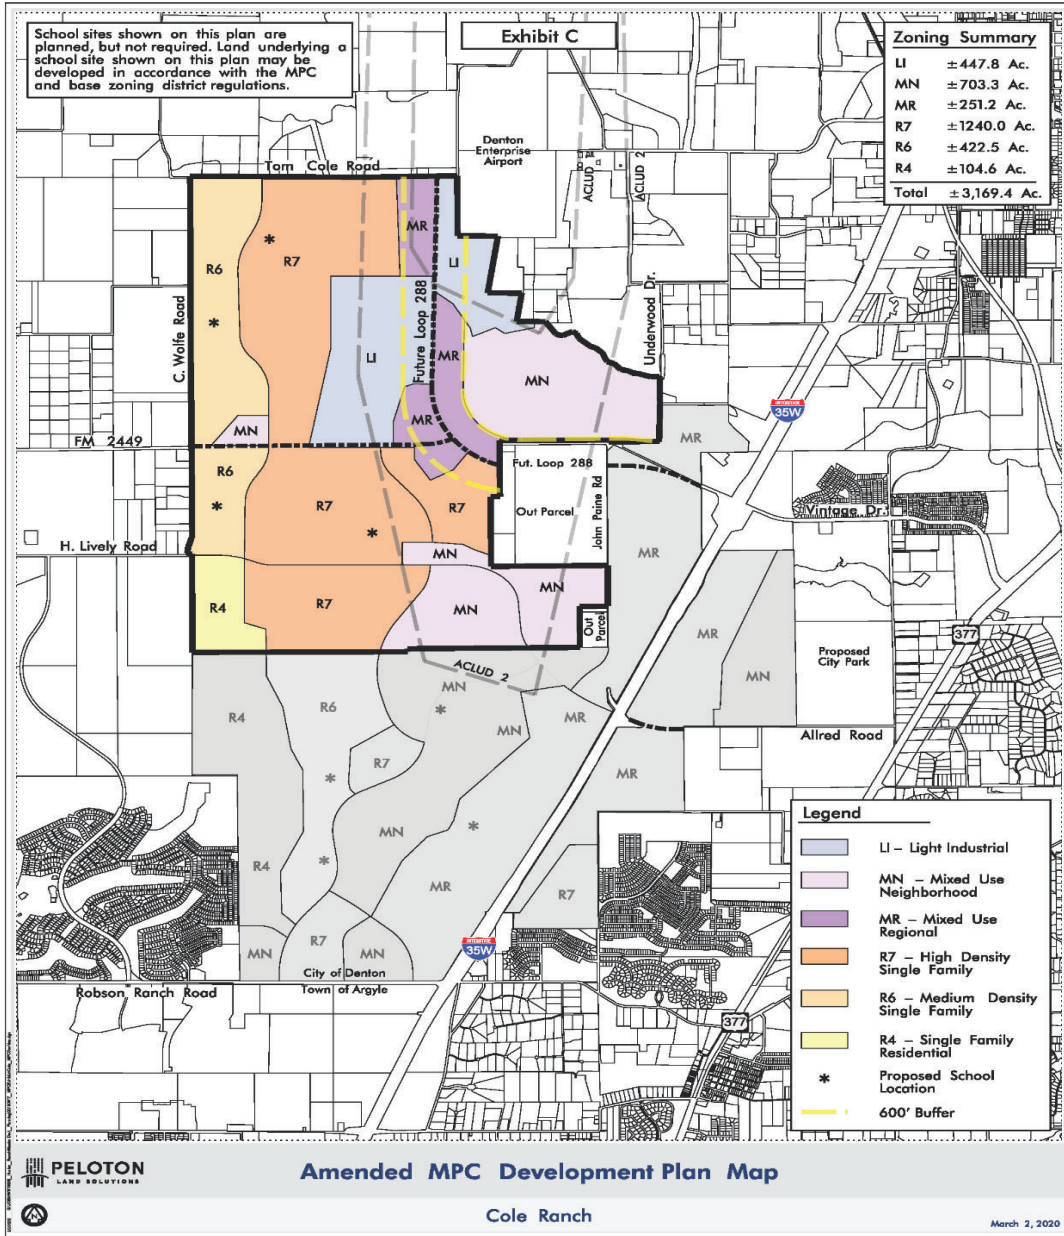 School sites shown on this plan are
planned, but not required. Land underlying a
school site shown on this plan may be
developed in accordance with the MPC
and base zoning district regulations.
Exhibit C
Zoning Summary
LI ±447.8 Ac.
MN ±703.3 Ac.
MR ±251.2 Ac.
R7 ±1240.0 Ac.
R6 ±422.5 Ac.
R4 ±104.6 Ac.
Total ±3,169.4 Ac.
Denton
Enterprise
Airport
ACLUD 1
ACLUD 2
Tom Cole Road
*
MR
R6
R7
LI
*
C. Wolfe Road
Future Loop 288
Underwood Dr.
MR
LI
MN
INTERSTATE
35W
MR
MN
FM 2449
MR
R6
Fut. Loop 288
*
R7
*
R7
Out Parcel
John Paine Rd
Vintage Dr.
H. Lively Road
MN
MR
MN
R4
R7
MN
Out
Parcel
MR
377
ACLUD 2
Proposed
City Park
MN
MN
R4
R6
*
MN
MR
Allred Road
R7
*
MR
MN
*
*
R4
MR
R7
R7
MN
MN
INTERSTATE
35W
City of Denton
Town of Argyle
Robson Ranch Road
377
Legend
LI – Light Industrial
MN – Mixed Use
Neighborhood
MR – Mixed Use
Regional
R7 – High Density
Single Family
R6 – Medium Density
Single Family
R4 – Single Family
Residential
* Proposed School
Location
600' Buffer
PELOTON
LAND SOLUTIONS
Amended MPC Development Plan Map
N
Cole Ranch
March 2, 2020